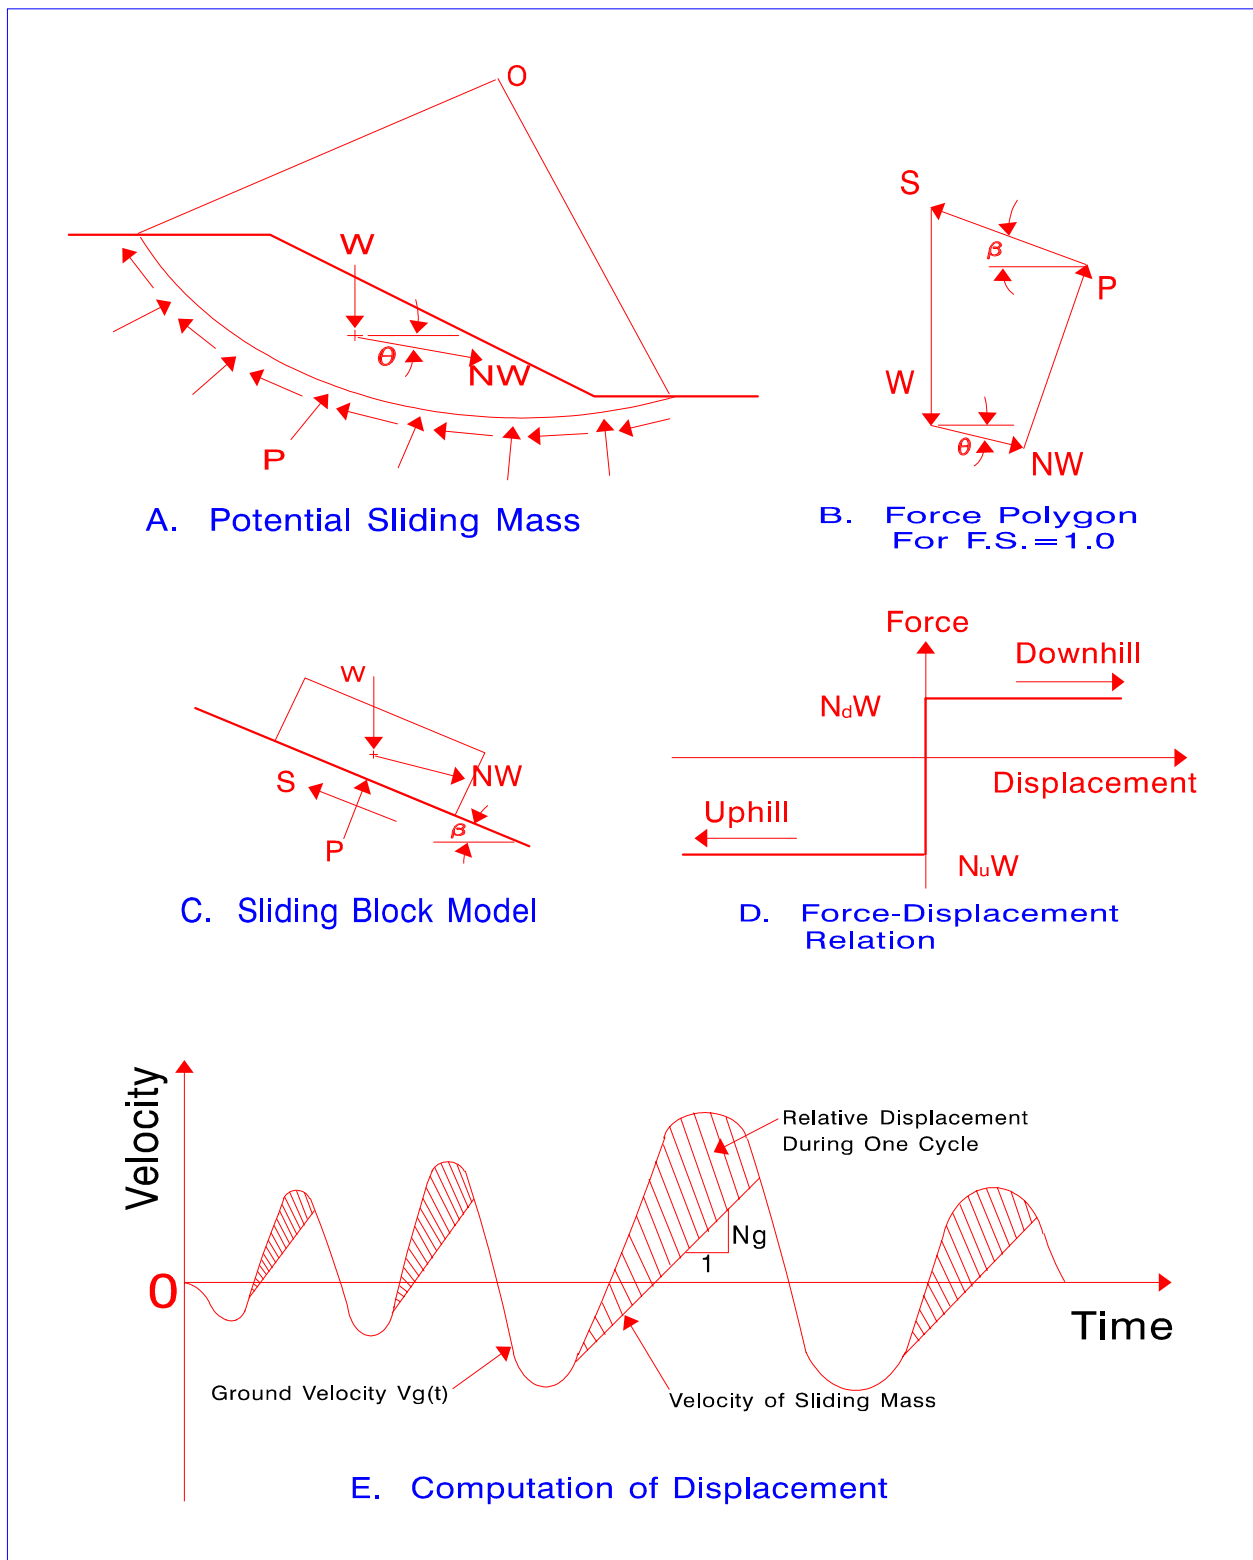 O
W
θ
NW
P
A. Potential Sliding Mass
S
β
P
W
θ
NW
B. Force Polygon
For F.S.=1.0
W
NW
S
P
β
C. Sliding Block Model
Force
Downhill
NdW
Displacement
Uphill
NuW
D. Force-Displacement
Relation
Velocity
Relative Displacement
During One Cycle
Ng
1
0
Time
Ground Velocity Vg(t)
Velocity of Sliding Mass
E. Computation of Displacement